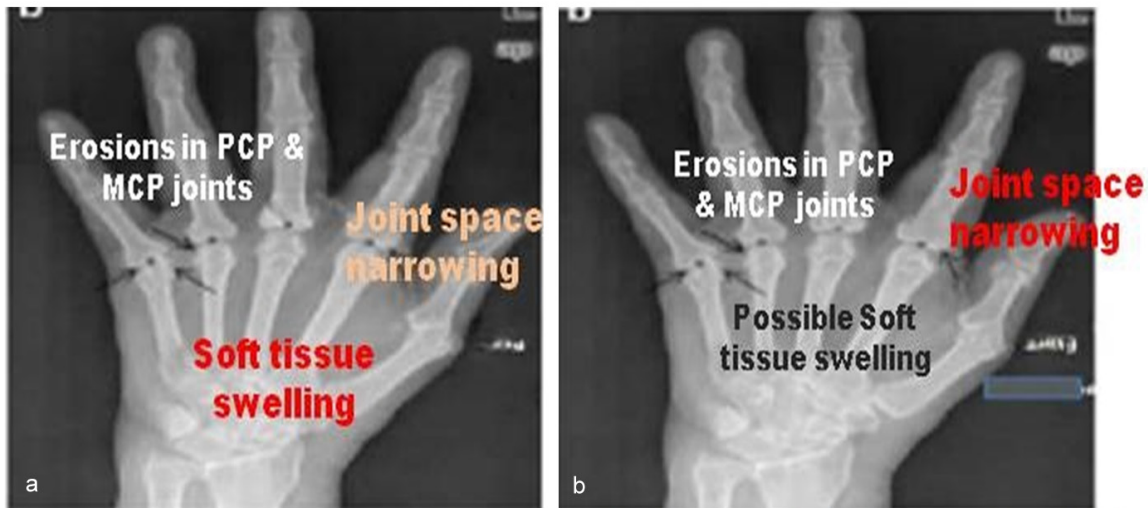 Erosions in PCP &
MCP joints
Joint space
narrowing
Soft tissue
swelling
a
Erosions in PCP
& MCP joints
Joint space
narrowing
Possible Soft
tissue swelling
b